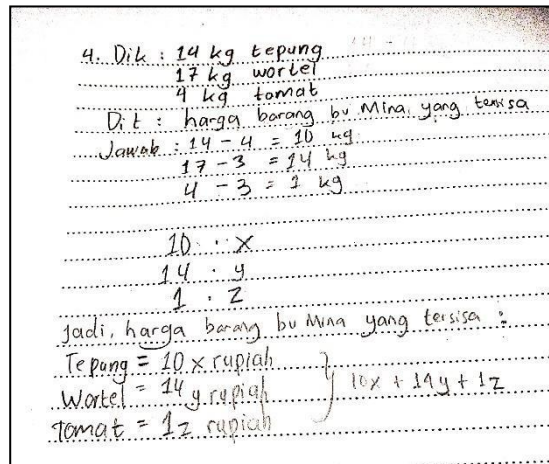 4. Dik : 14 kg tepung
17 kg wortel
4 kg tomat
Dit : harga barang bu Mina yang tersisa
Jawab : 14 - 4 = 10 kg
17 - 3 = 14 kg
4 - 3 = 1 kg
10 . x
14 . y
1 . z
Jadi, harga barang bu Mina yang tersisa :
Tepung = 10 x rupiah
Wortel = 14 y rupiah
Tomat = 1z rupiah
10x + 14y + 1z